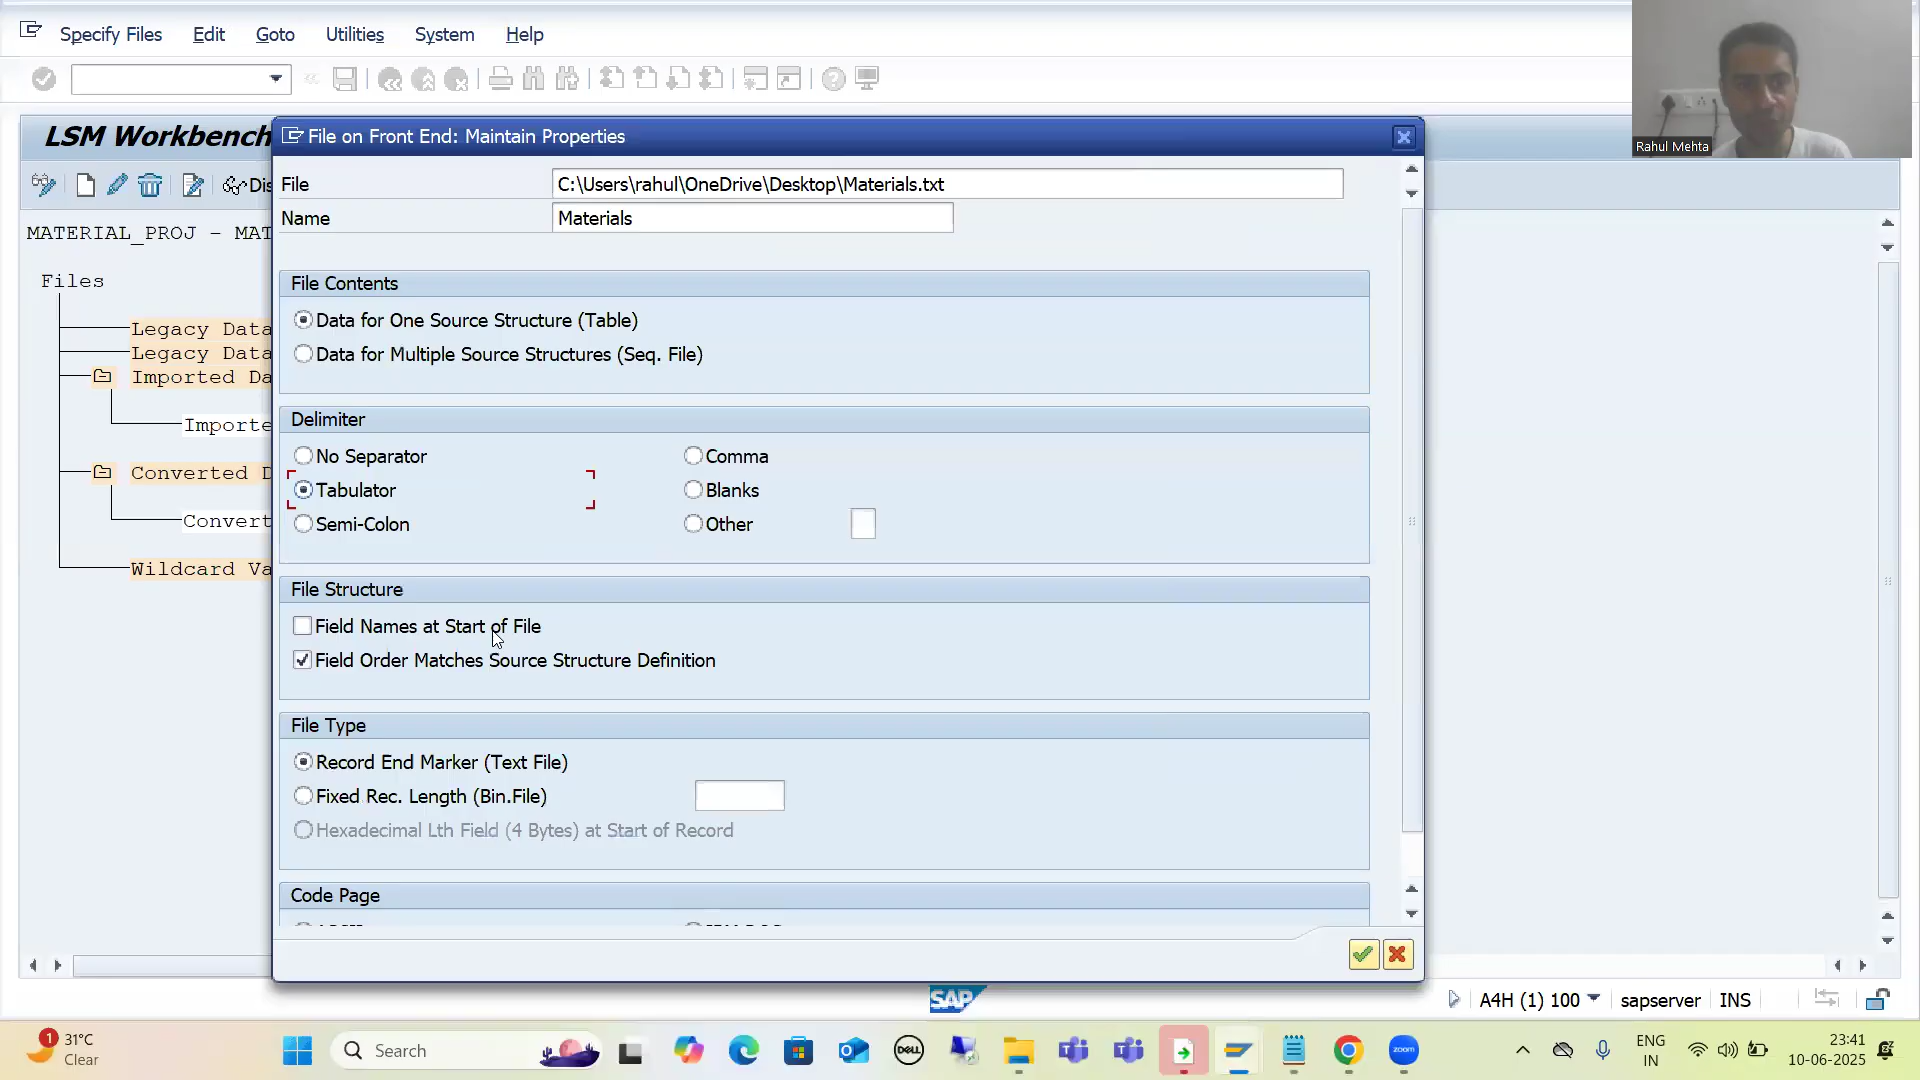 Specify Files Edit Goto Utilities System Help
Rahul Mehta
LSM Workbench
File on Front End: Maintain Properties
Dis
File C:\Users\rahul\OneDrive\Desktop\Materials.txt
Name Materials
MATERIAL_PROJ - MAT
Files
File Contents
Data for One Source Structure (Table)
Legacy Data
Legacy Data
Data for Multiple Source Structures (Seq. File)
Imported Da
Delimiter
Importe
No Separator Comma
Converted D
Tabulator Blanks
Convert
Semi-Colon Other
Wildcard Va
File Structure
Field Names at Start of File
Field Order Matches Source Structure Definition
File Type
Record End Marker (Text File)
Fixed Rec. Length (Bin.File)
Hexadecimal Lth Field (4 Bytes) at Start of Record
Code Page
SAP
A4H (1) 100 sapserver INS
1
31°C
Clear
Search
DELL
zoom
ENG
IN
23:41
10-06-2025